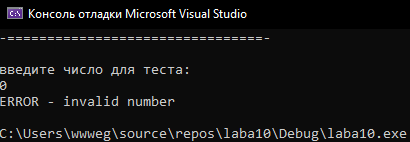 Консоль отладки Microsoft Visual Studio
-================================-
введите число для теста:
0
ERROR - invalid number
C:\Users\wwweg\source\repos\laba10\Debug\laba10.exe